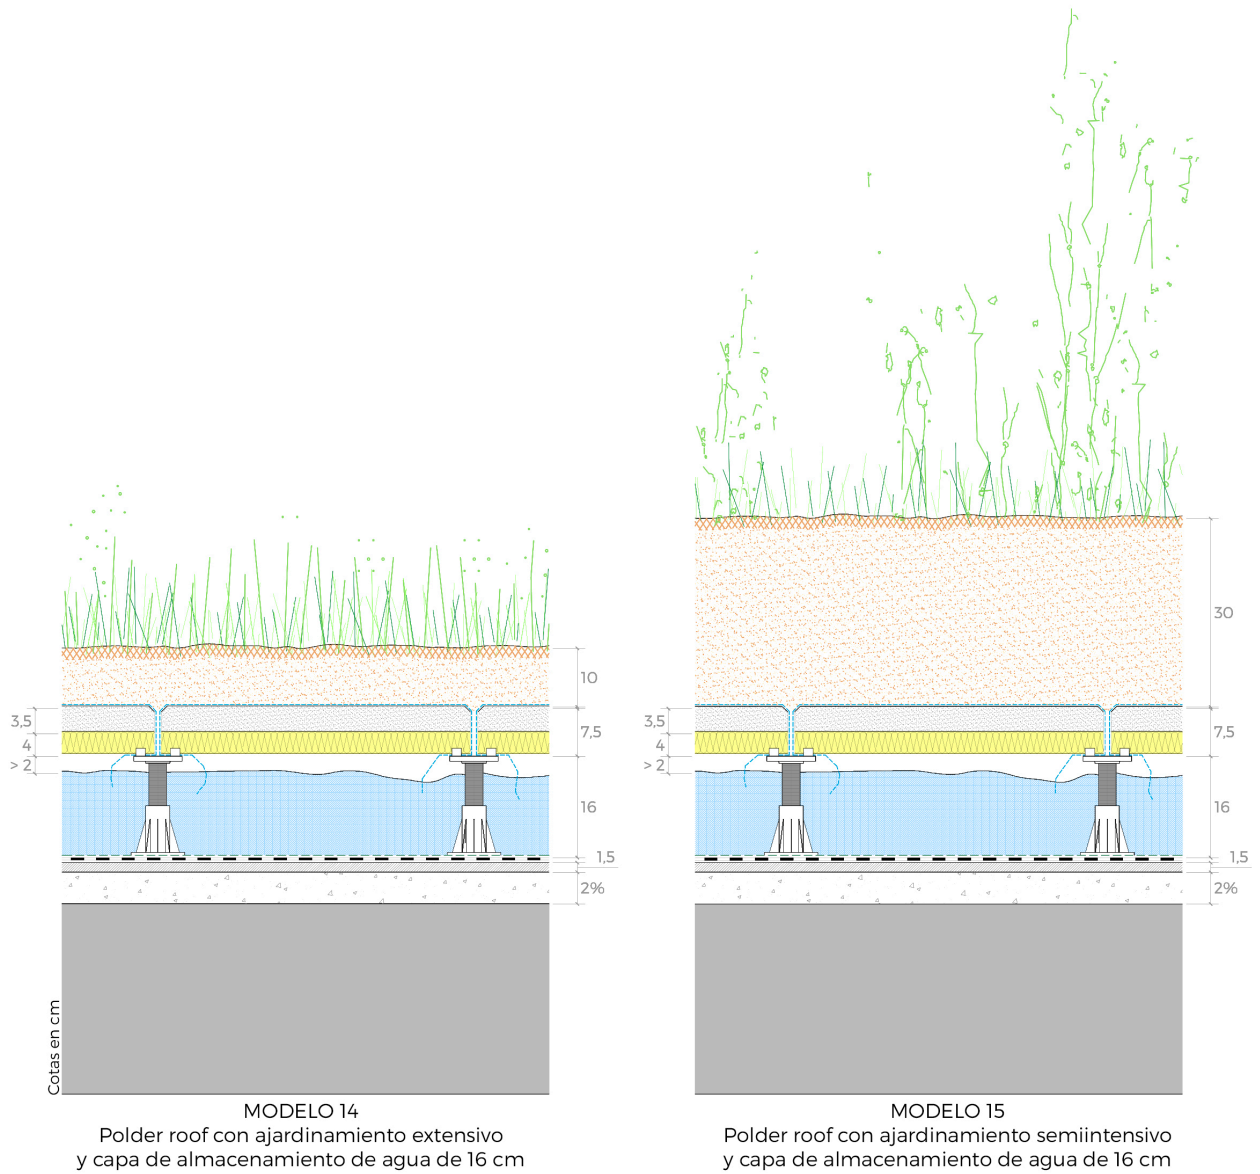 10
3,5
7,5
4
> 2
16
1,5
2%
Cotas en cm
MODELO 14
Polder roof con ajardinamiento extensivo
y capa de almacenamiento de agua de 16 cm
30
3,5
7,5
4
> 2
16
1,5
2%
MODELO 15
Polder roof con ajardinamiento semiintensivo
y capa de almacenamiento de agua de 16 cm